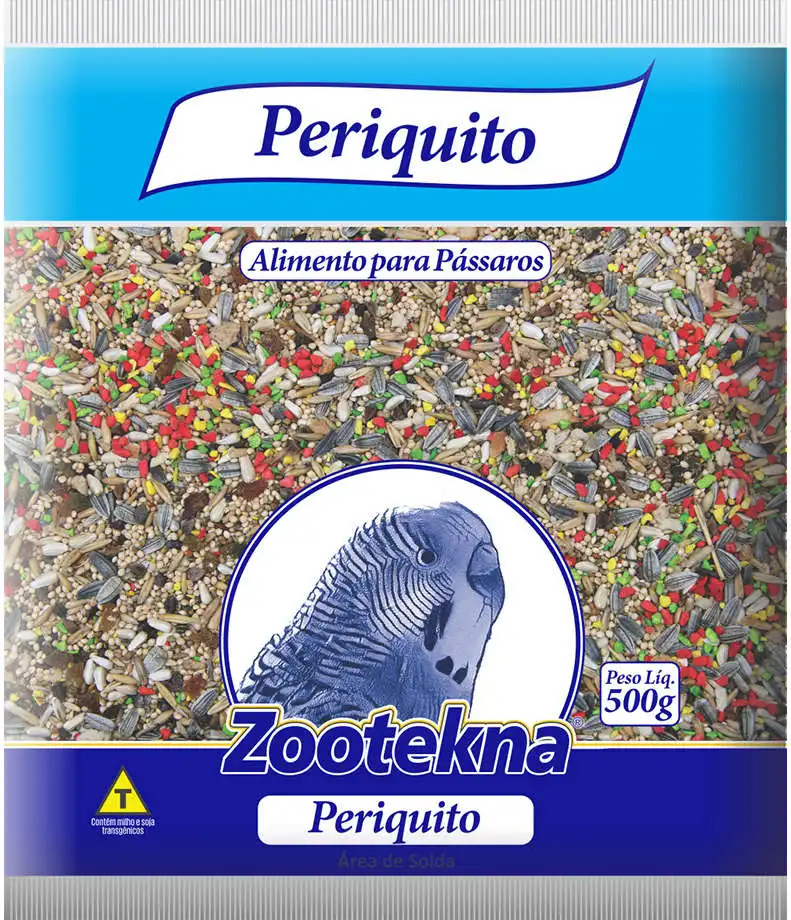 Periquito
Alimento para Pássaros
Peso Líq.
500g
Zootekna®
T
Contém milho e soja
transgênicos
Periquito
Área de Solda